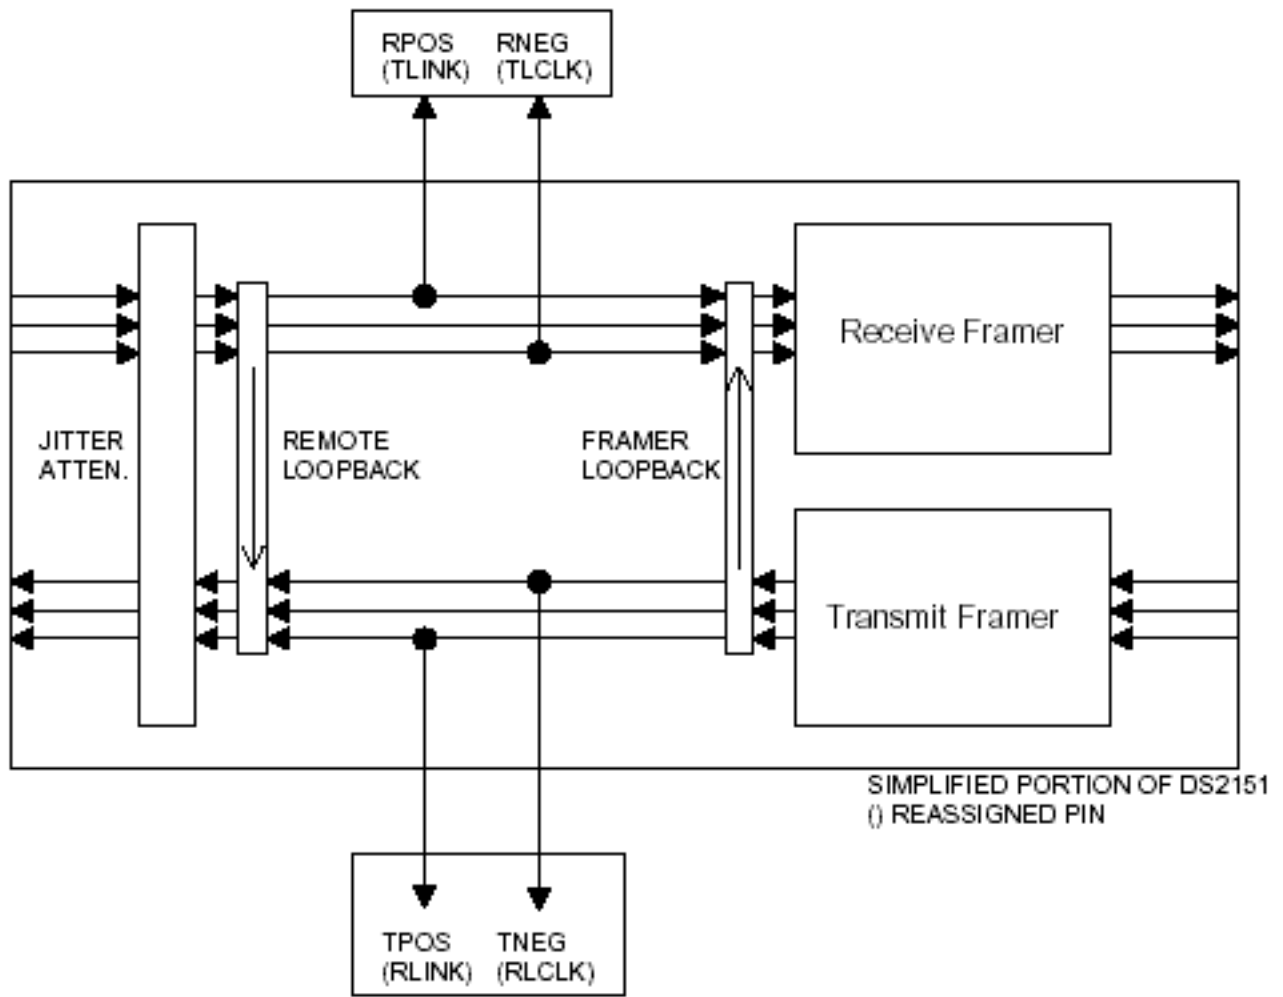 RPOS RNEG
(TLINK) (TLCLK)
Receive Framer
JITTER
ATTEN.
REMOTE
LOOPBACK
FRAMER
LOOPBACK
Transmit Framer
SIMPLIFIED PORTION OF DS2151
() REASSIGNED PIN
TPOS TNEG
(RLINK) (RLCLK)